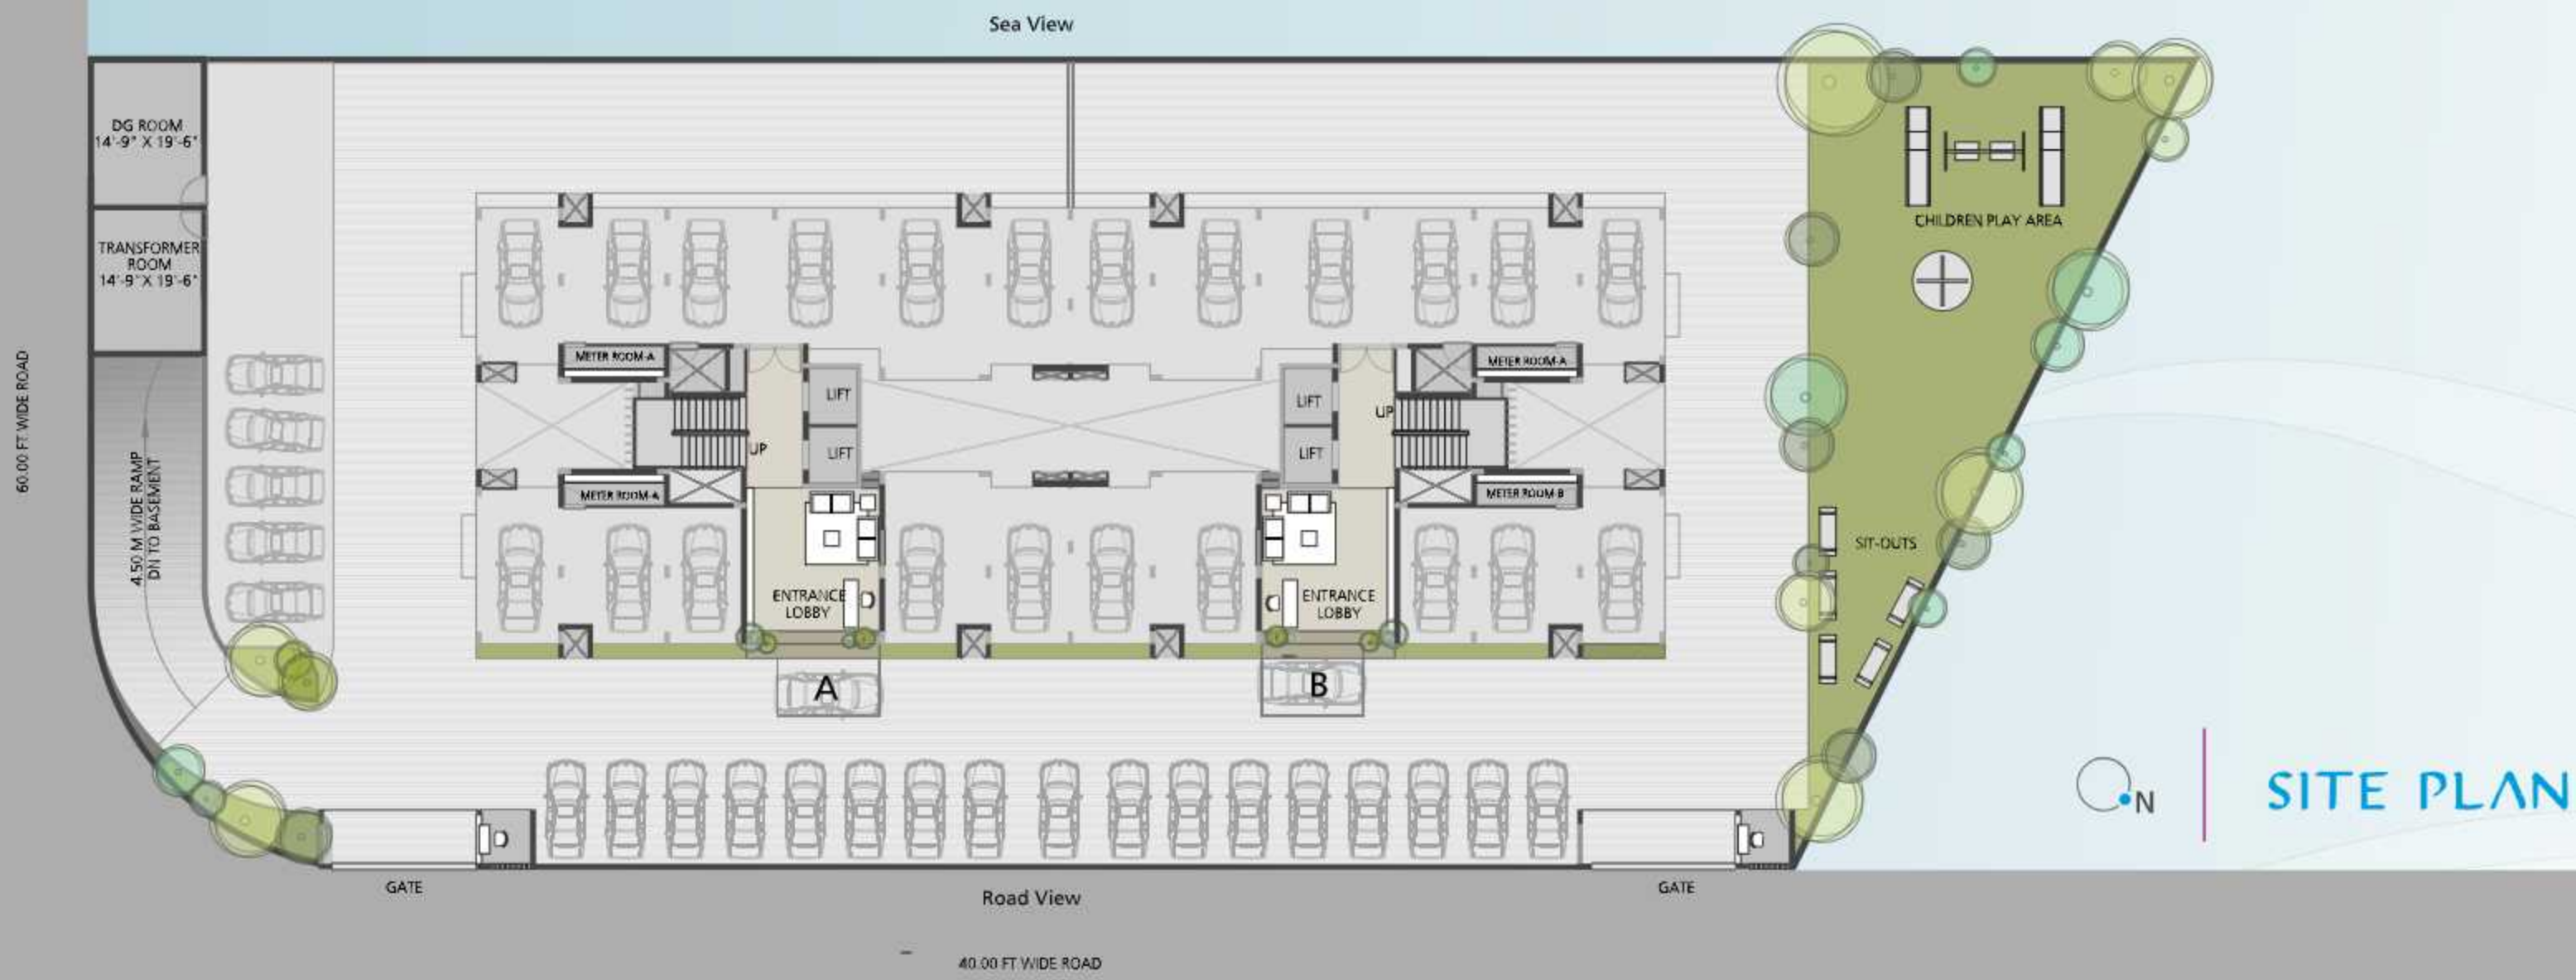 Sea View
DG ROOM
14'-9" X 19'-6"
TRANSFORMER
ROOM
14'-9" X 19'-6"
CHILDREN PLAY AREA
METER ROOM-A
METER ROOM-A
LIFT
LIFT
UP
UP
LIFT
LIFT
METER ROOM-A
METER ROOM-B
60.00 FT WIDE ROAD
4.50 M WIDE RAMP
DN TO BASEMENT
SIT-OUTS
ENTRANCE
LOBBY
ENTRANCE
LOBBY
A
B
N
SITE PLAN
GATE
GATE
Road View
40.00 FT WIDE ROAD